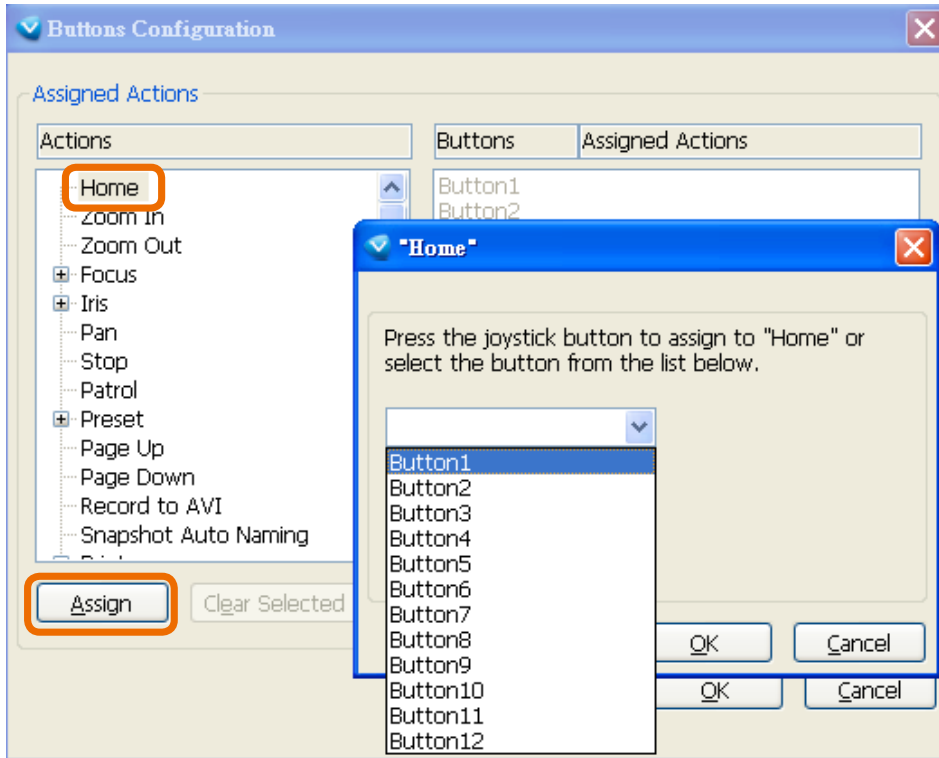 Buttons Configuration
Assigned Actions
Actions
Buttons
Assigned Actions
Home
Zoom In
Zoom Out
Focus
Iris
Pan
Stop
Patrol
Preset
Page Up
Page Down
Record to AVI
Snapshot Auto Naming
Button1
Button2
Assign
Clear Selected
"Home"
Press the joystick button to assign to "Home" or
select the button from the list below.
Button1
Button2
Button3
Button4
Button5
Button6
Button7
Button8
Button9
Button10
Button11
Button12
OK
Cancel
OK
Cancel